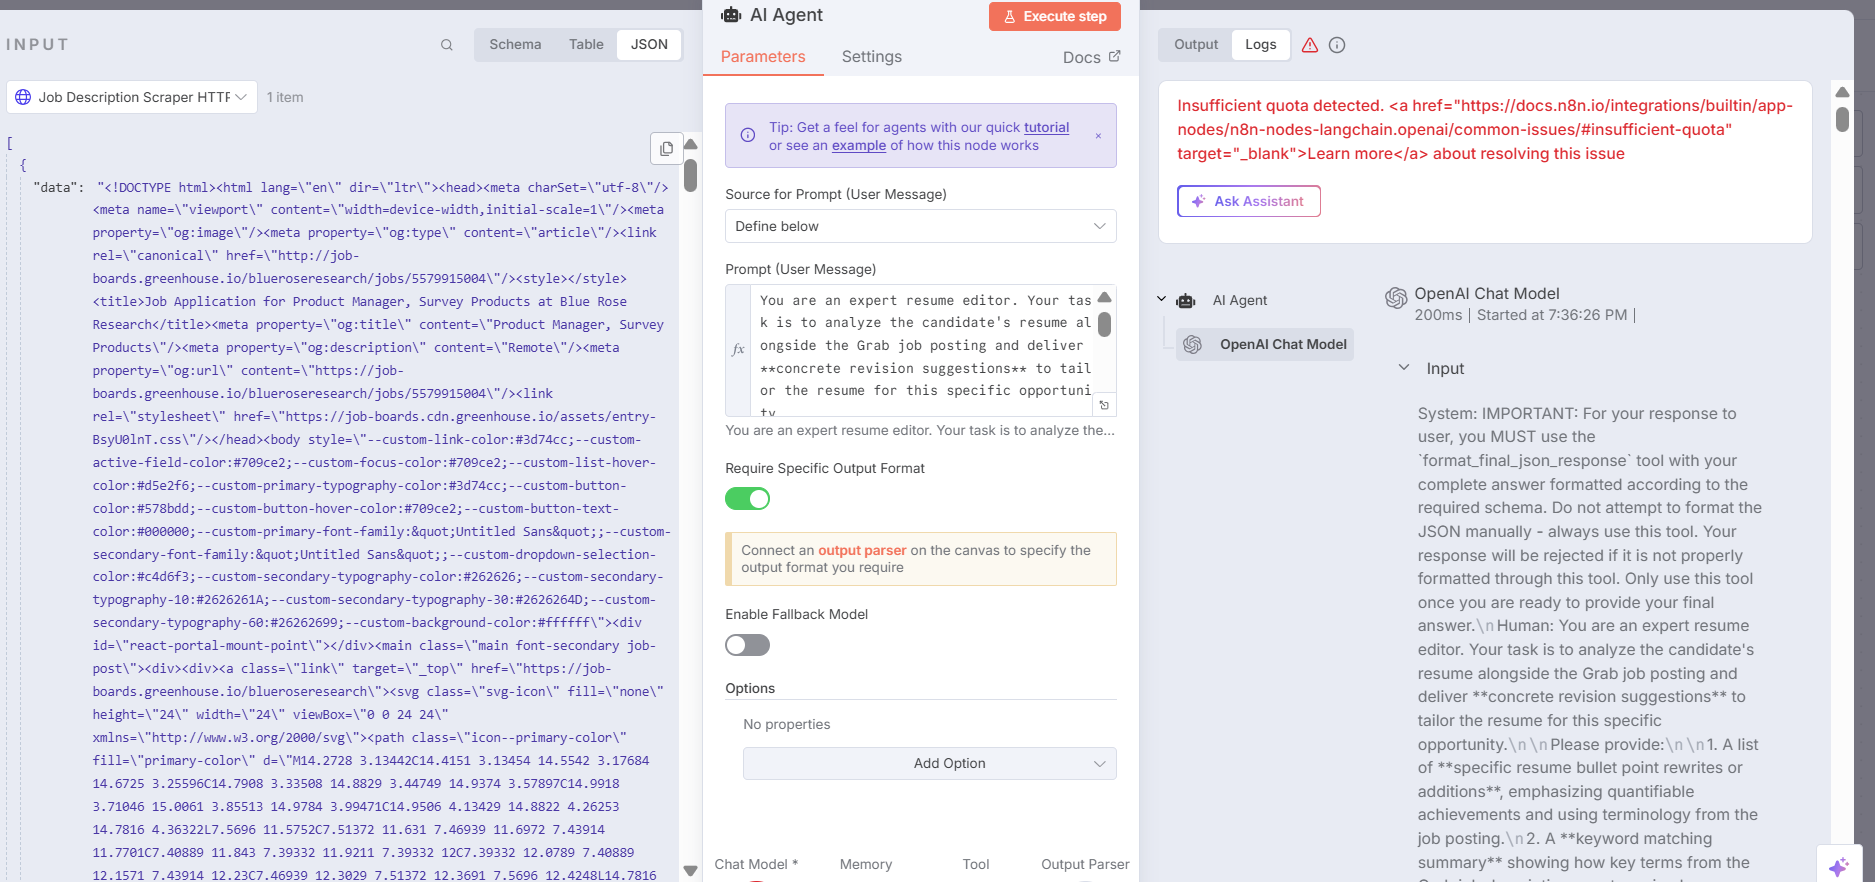 INPUT
Schema
Table
JSON
Job Description Scraper HTTP
1 item
[
{
"data": "<!DOCTYPE html><html lang=\"en\" dir=\"ltr\"><head><meta charSet=\"utf-8\"/>
<meta name=\"viewport\" content=\"width=device-width,initial-scale=1\"/><meta
property=\"og:image\"/><meta property=\"og:type\" content=\"article\"/><link
rel=\"canonical\" href=\"http://job-
boards.greenhouse.io/blueroseresearch/jobs/5579915004\"/><style></style>
<title>Job Application for Product Manager, Survey Products at Blue Rose
Research</title><meta property=\"og:title\" content=\"Product Manager, Survey
Products\"/><meta property=\"og:description\" content=\"Remote\"/><meta
property=\"og:url\" content=\"https://job-
boards.greenhouse.io/blueroseresearch/jobs/5579915004\"/><link
rel=\"stylesheet\" href=\"https://job-boards.cdn.greenhouse.io/assets/entry-
BsyU0lnT.css\"/></head><body style=\"--custom-link-color:#3d74cc;--custom-
active-field-color:#709ce2;--custom-focus-color:#709ce2;--custom-list-hover-
color:#d5e2f6;--custom-primary-typography-color:#3d74cc;--custom-button-
color:#578bdd;--custom-button-hover-color:#709ce2;--custom-button-text-
color:#000000;--custom-primary-font-family:&quot;Untitled Sans&quot;;--custom-
secondary-font-family:&quot;Untitled Sans&quot;;--custom-dropdown-selection-
color:#c4d6f3;--custom-secondary-typography-color:#262626;--custom-secondary-
typography-10:#2626261A;--custom-secondary-typography-30:#2626264D;--custom-
secondary-typography-60:#26262699;--custom-background-color:#ffffff\"><div
id=\"react-portal-mount-point\"></div><main class=\"main font-secondary job-
post\"><div><div><a class=\"link\" target=\"_top\" href=\"https://job-
boards.greenhouse.io/blueroseresearch\"><svg class=\"svg-icon\" fill=\"none\"
height=\"24\" width=\"24\" viewBox=\"0 0 24 24\"
xmlns=\"http://www.w3.org/2000/svg\"><path class=\"icon--primary-color\"
fill=\"primary-color\" d=\"M14.2728 3.13442C14.4151 3.13454 14.5542 3.17684
14.6725 3.25596C14.7908 3.33508 14.8829 3.44749 14.9374 3.57897C14.9918
3.71046 15.0061 3.85513 14.9784 3.99471C14.9506 4.13429 14.8822 4.26253
14.7816 4.36322L7.5696 11.5752C7.51372 11.631 7.46939 11.6972 7.43914
11.7701C7.40889 11.843 7.39332 11.9211 7.39332 12C7.39332 12.0789 7.40889
12.1571 7.43914 12.23C7.46939 12.3029 7.51372 12.3691 7.5696 12.4248L14.7816
AI Agent
Execute step
Parameters
Settings
Docs
Tip: Get a feel for agents with our quick tutorial
or see an example of how this node works
×
Source for Prompt (User Message)
Define below
Prompt (User Message)
fx
You are an expert resume editor. Your tas
k is to analyze the candidate's resume al
ongside the Grab job posting and deliver
**concrete revision suggestions** to tail
or the resume for this specific opportuni
ty.
You are an expert resume editor. Your task is to analyze the...
Require Specific Output Format
Connect an output parser on the canvas to specify the
output format you require
Enable Fallback Model
Options
No properties
Add Option
Chat Model *
Memory
Tool
Output Parser
Output
Logs
Insufficient quota detected. <a href="https://docs.n8n.io/integrations/builtin/app-
nodes/n8n-nodes-langchain.openai/common-issues/#insufficient-quota"
target="_blank">Learn more</a> about resolving this issue
Ask Assistant
AI Agent
OpenAI Chat Model
OpenAI Chat Model
200ms | Started at 7:36:26 PM |
Input
System: IMPORTANT: For your response to
user, you MUST use the
`format_final_json_response` tool with your
complete answer formatted according to the
required schema. Do not attempt to format the
JSON manually - always use this tool. Your
response will be rejected if it is not properly
formatted through this tool. Only use this tool
once you are ready to provide your final
answer.\nHuman: You are an expert resume
editor. Your task is to analyze the candidate's
resume alongside the Grab job posting and
deliver **concrete revision suggestions** to
tailor the resume for this specific
opportunity.\n\nPlease provide:\n\n1. A list
of **specific resume bullet point rewrites or
additions**, emphasizing quantifiable
achievements and using terminology from the
job posting.\n2. A **keyword matching
summary** showing how key terms from the